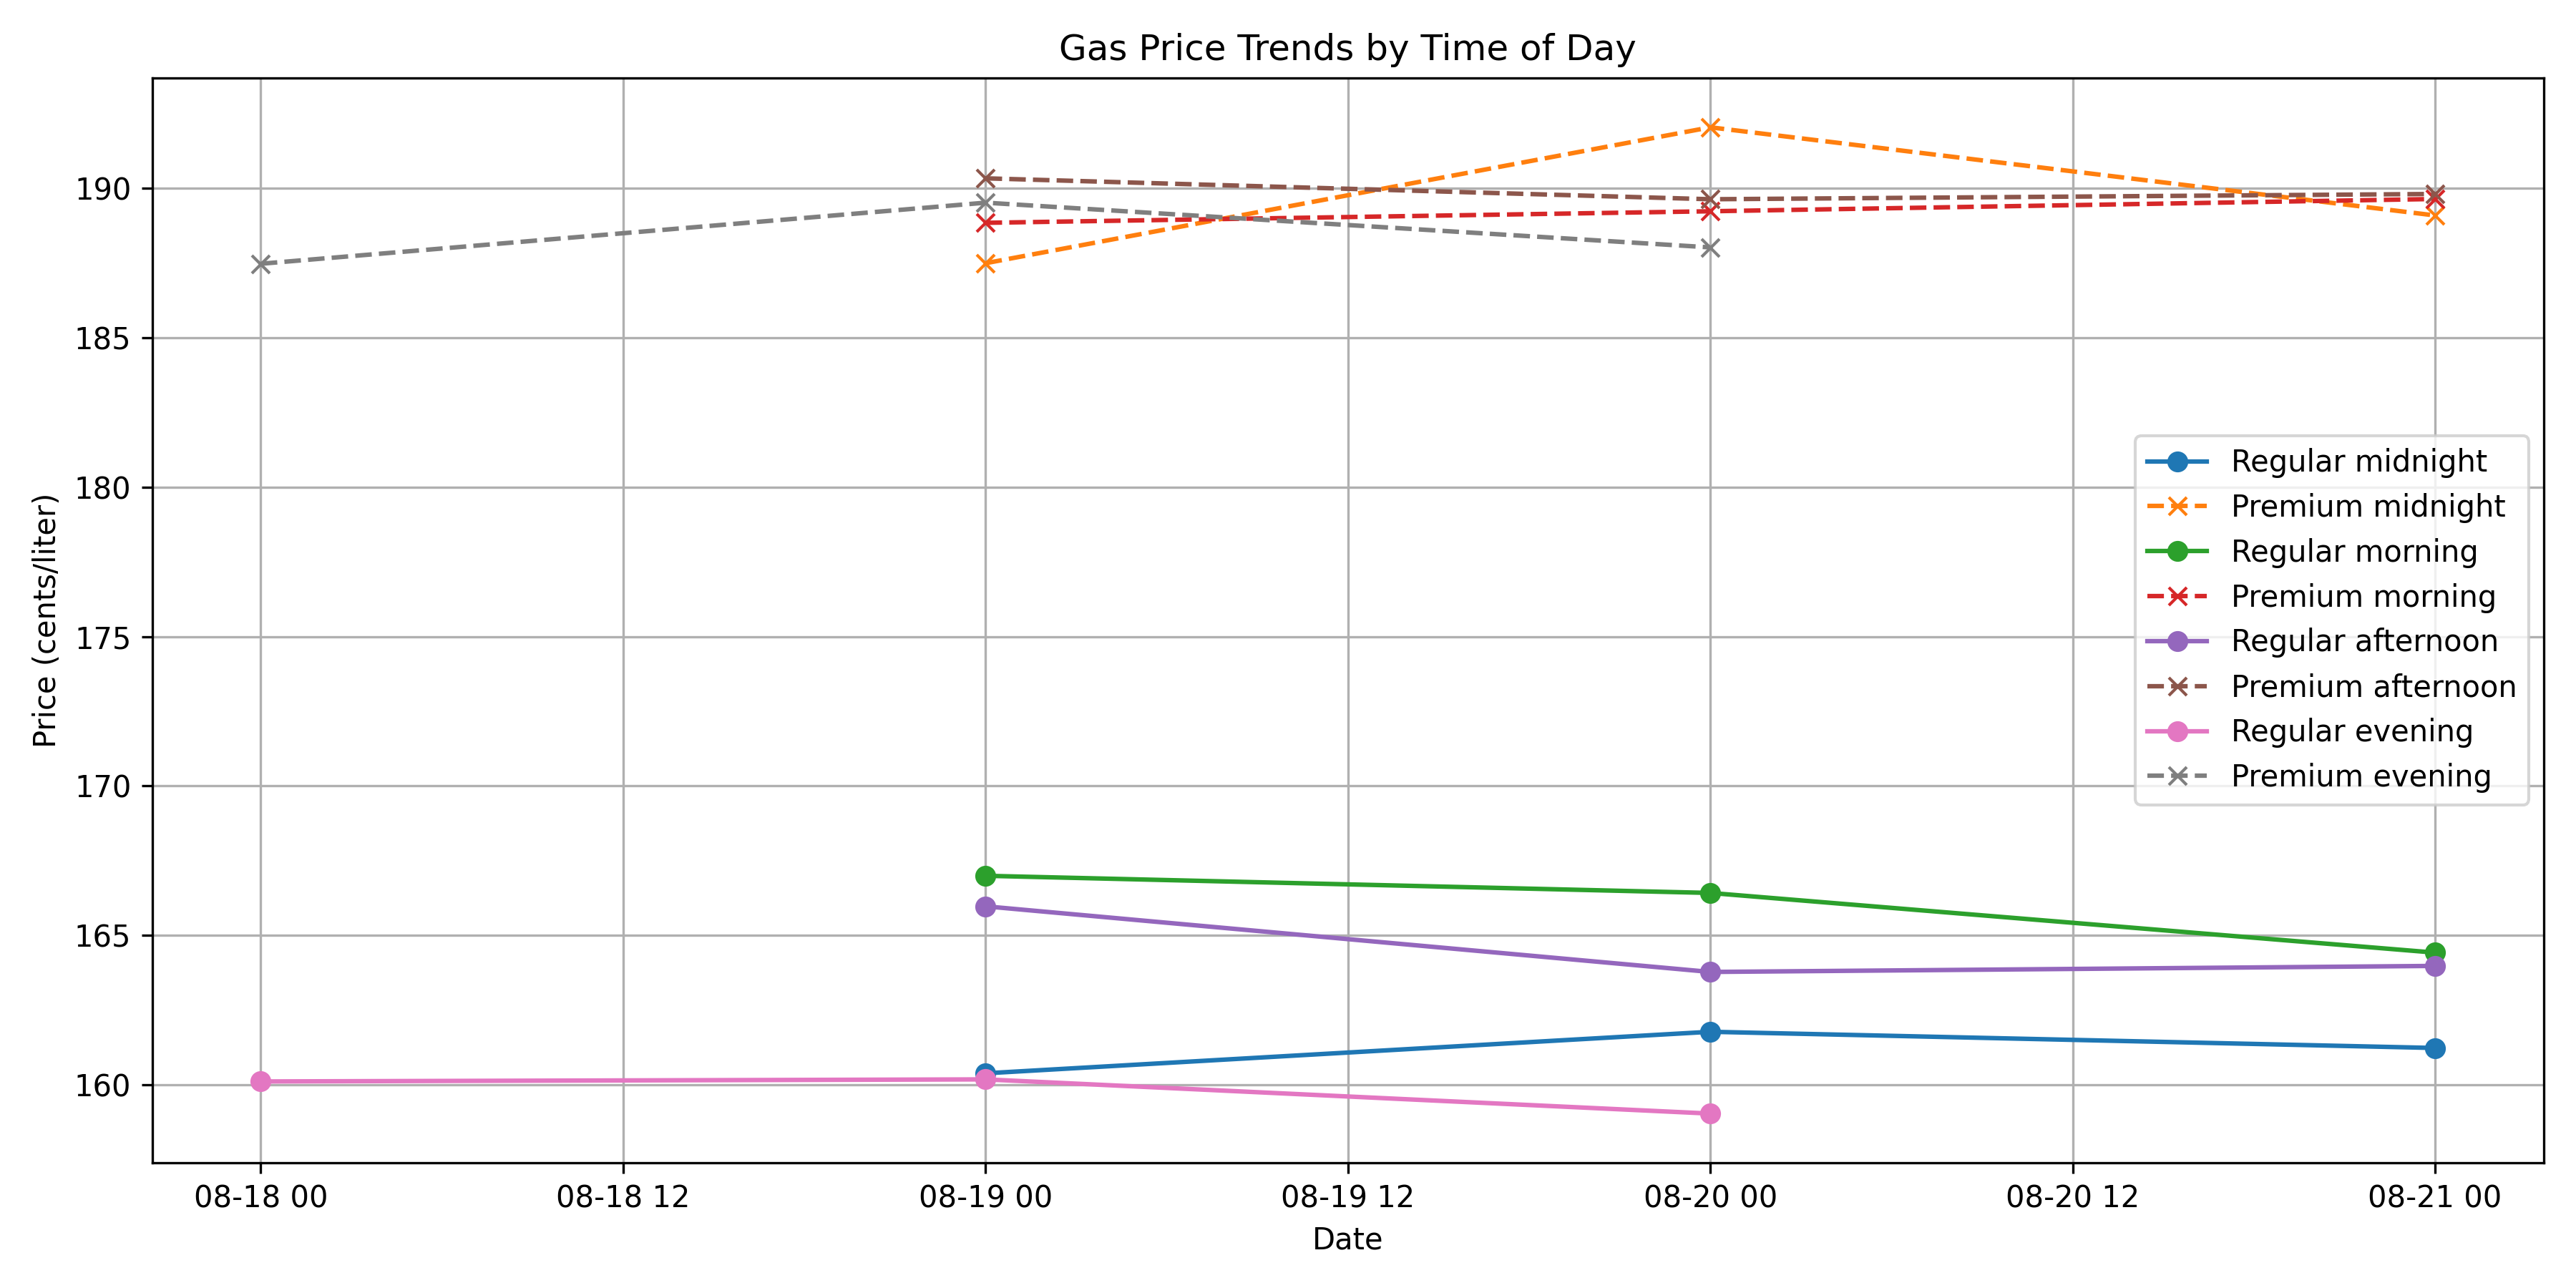 Gas Price Trends by Time of Day
Price (cents/liter)
190
185
180
175
170
165
160
Regular midnight
Premium midnight
Regular morning
Premium morning
Regular afternoon
Premium afternoon
Regular evening
Premium evening
08-18 00
08-18 12
08-19 00
08-19 12
08-20 00
08-20 12
08-21 00
Date